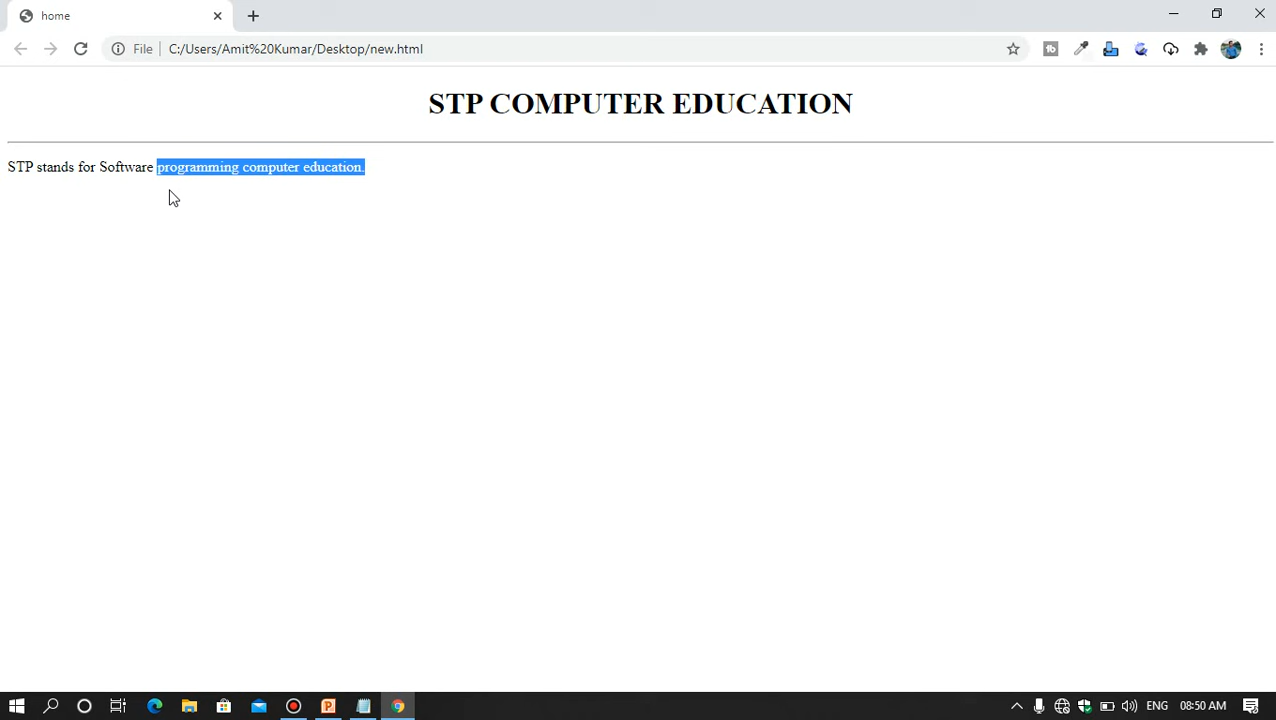 home
File
C:/Users/Amit%20Kumar/Desktop/new.html
STP COMPUTER EDUCATION
STP stands for Software programming computer education.
ENG
08:50 AM